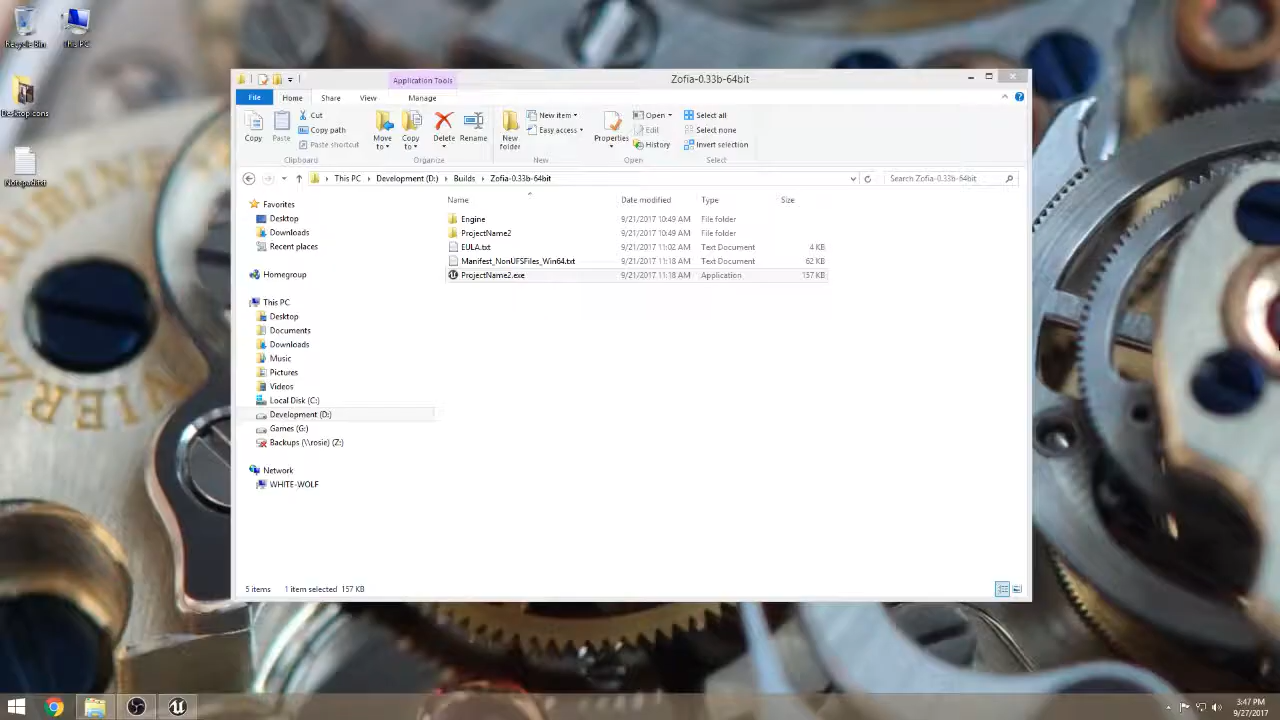 Recycle Bin
This PC
Desktop cons
Notepad.txt
Application Tools
Zofia-0.33b-64bit
File
Home
Share
View
Manage
Copy
Paste
Cut
Copy path
Paste shortcut
Clipboard
Move to
Copy to
Delete
Rename
Organize
New folder
New item
Easy access
New
Properties
Open
Edit
History
Open
Select all
Select none
Invert selection
Select
This PC
Development (D:)
Builds
Zofia-0.33b-64bit
Search Zofia-0.33b-64bit
Name
Date modified
Type
Size
Engine 9/21/2017 10:49 AM File folder
ProjectName2 9/21/2017 10:49 AM File folder
EULA.txt 9/21/2017 11:02 AM Text Document 4 KB
Manifest_NonUFSFiles_Win64.txt 9/21/2017 11:18 AM Text Document 62 KB
ProjectName2.exe 9/21/2017 11:18 AM Application 157 KB
Favorites
Desktop
Downloads
Recent places
Homegroup
This PC
Desktop
Documents
Downloads
Music
Pictures
Videos
Local Disk (C:)
Development (D:)
Games (G:)
Backups (\\rosie) (Z:)
Network
WHITE-WOLF
5 items 1 item selected 157 KB
3:47 PM
9/27/2017